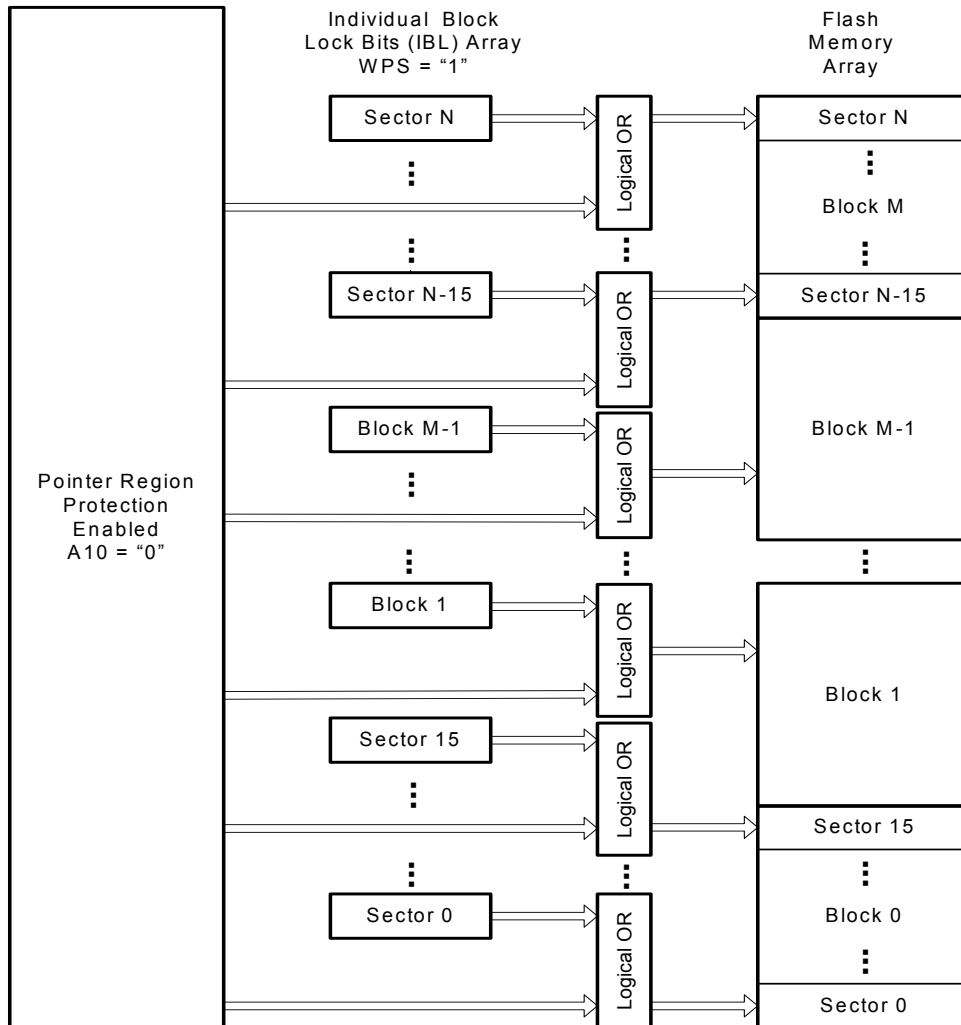 Individual Block
Lock Bits (IBL) Array
WPS = “1”
Flash
Memory
Array
Sector N
Logical OR
Sector N
Block M
Sector N-15
Logical OR
Sector N-15
Block M-1
Logical OR
Block M-1
Pointer Region
Protection
Enabled
A10 = “0”
Block 1
Logical OR
Block 1
Sector 15
Logical OR
Sector 15
Sector 0
Logical OR
Block 0
Sector 0